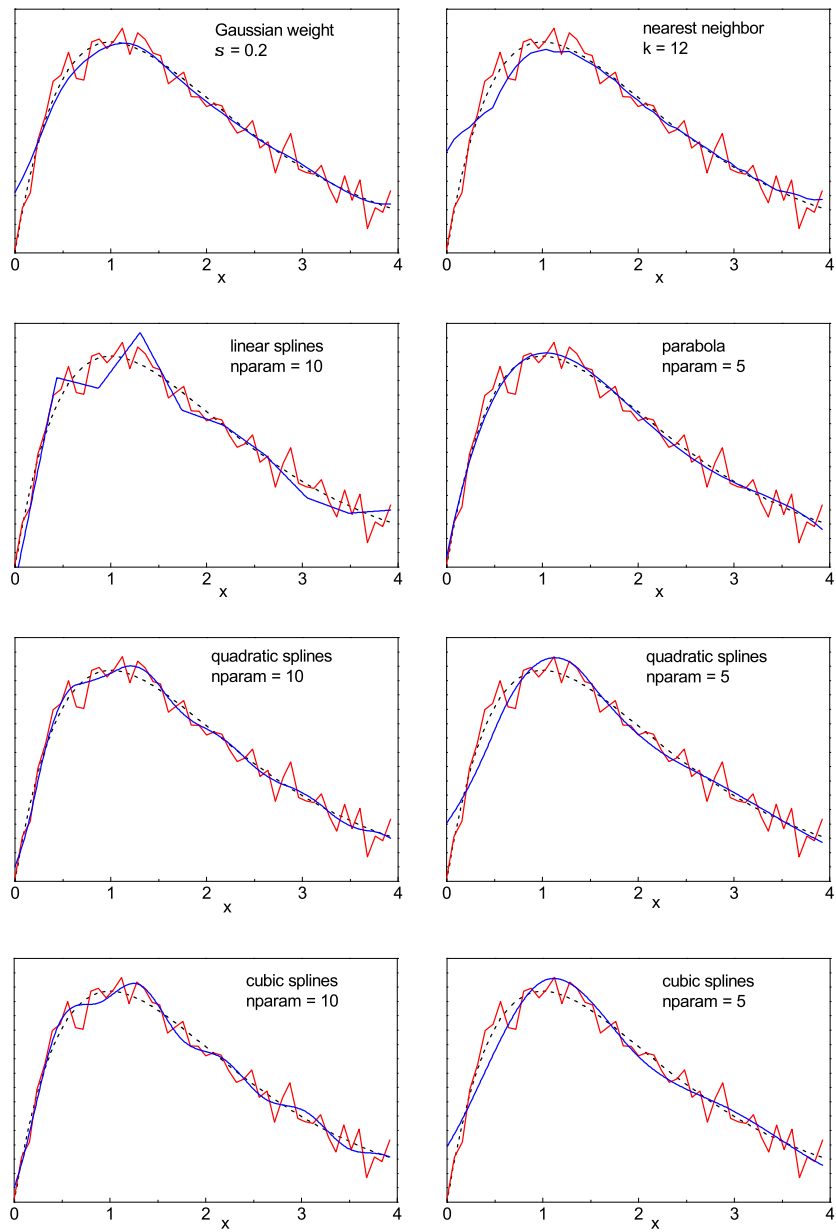 Gaussian weight
s = 0.2
0 1 2 3 4
x
nearest neighbor
k = 12
0 1 2 3 4
x
linear splines
nparam = 10
0 1 2 3 4
x
parabola
nparam = 5
0 1 2 3 4
x
quadratic splines
nparam = 10
0 1 2 3 4
x
quadratic splines
nparam = 5
0 1 2 3 4
x
cubic splines
nparam = 10
0 1 2 3 4
x
cubic splines
nparam = 5
0 1 2 3 4
x